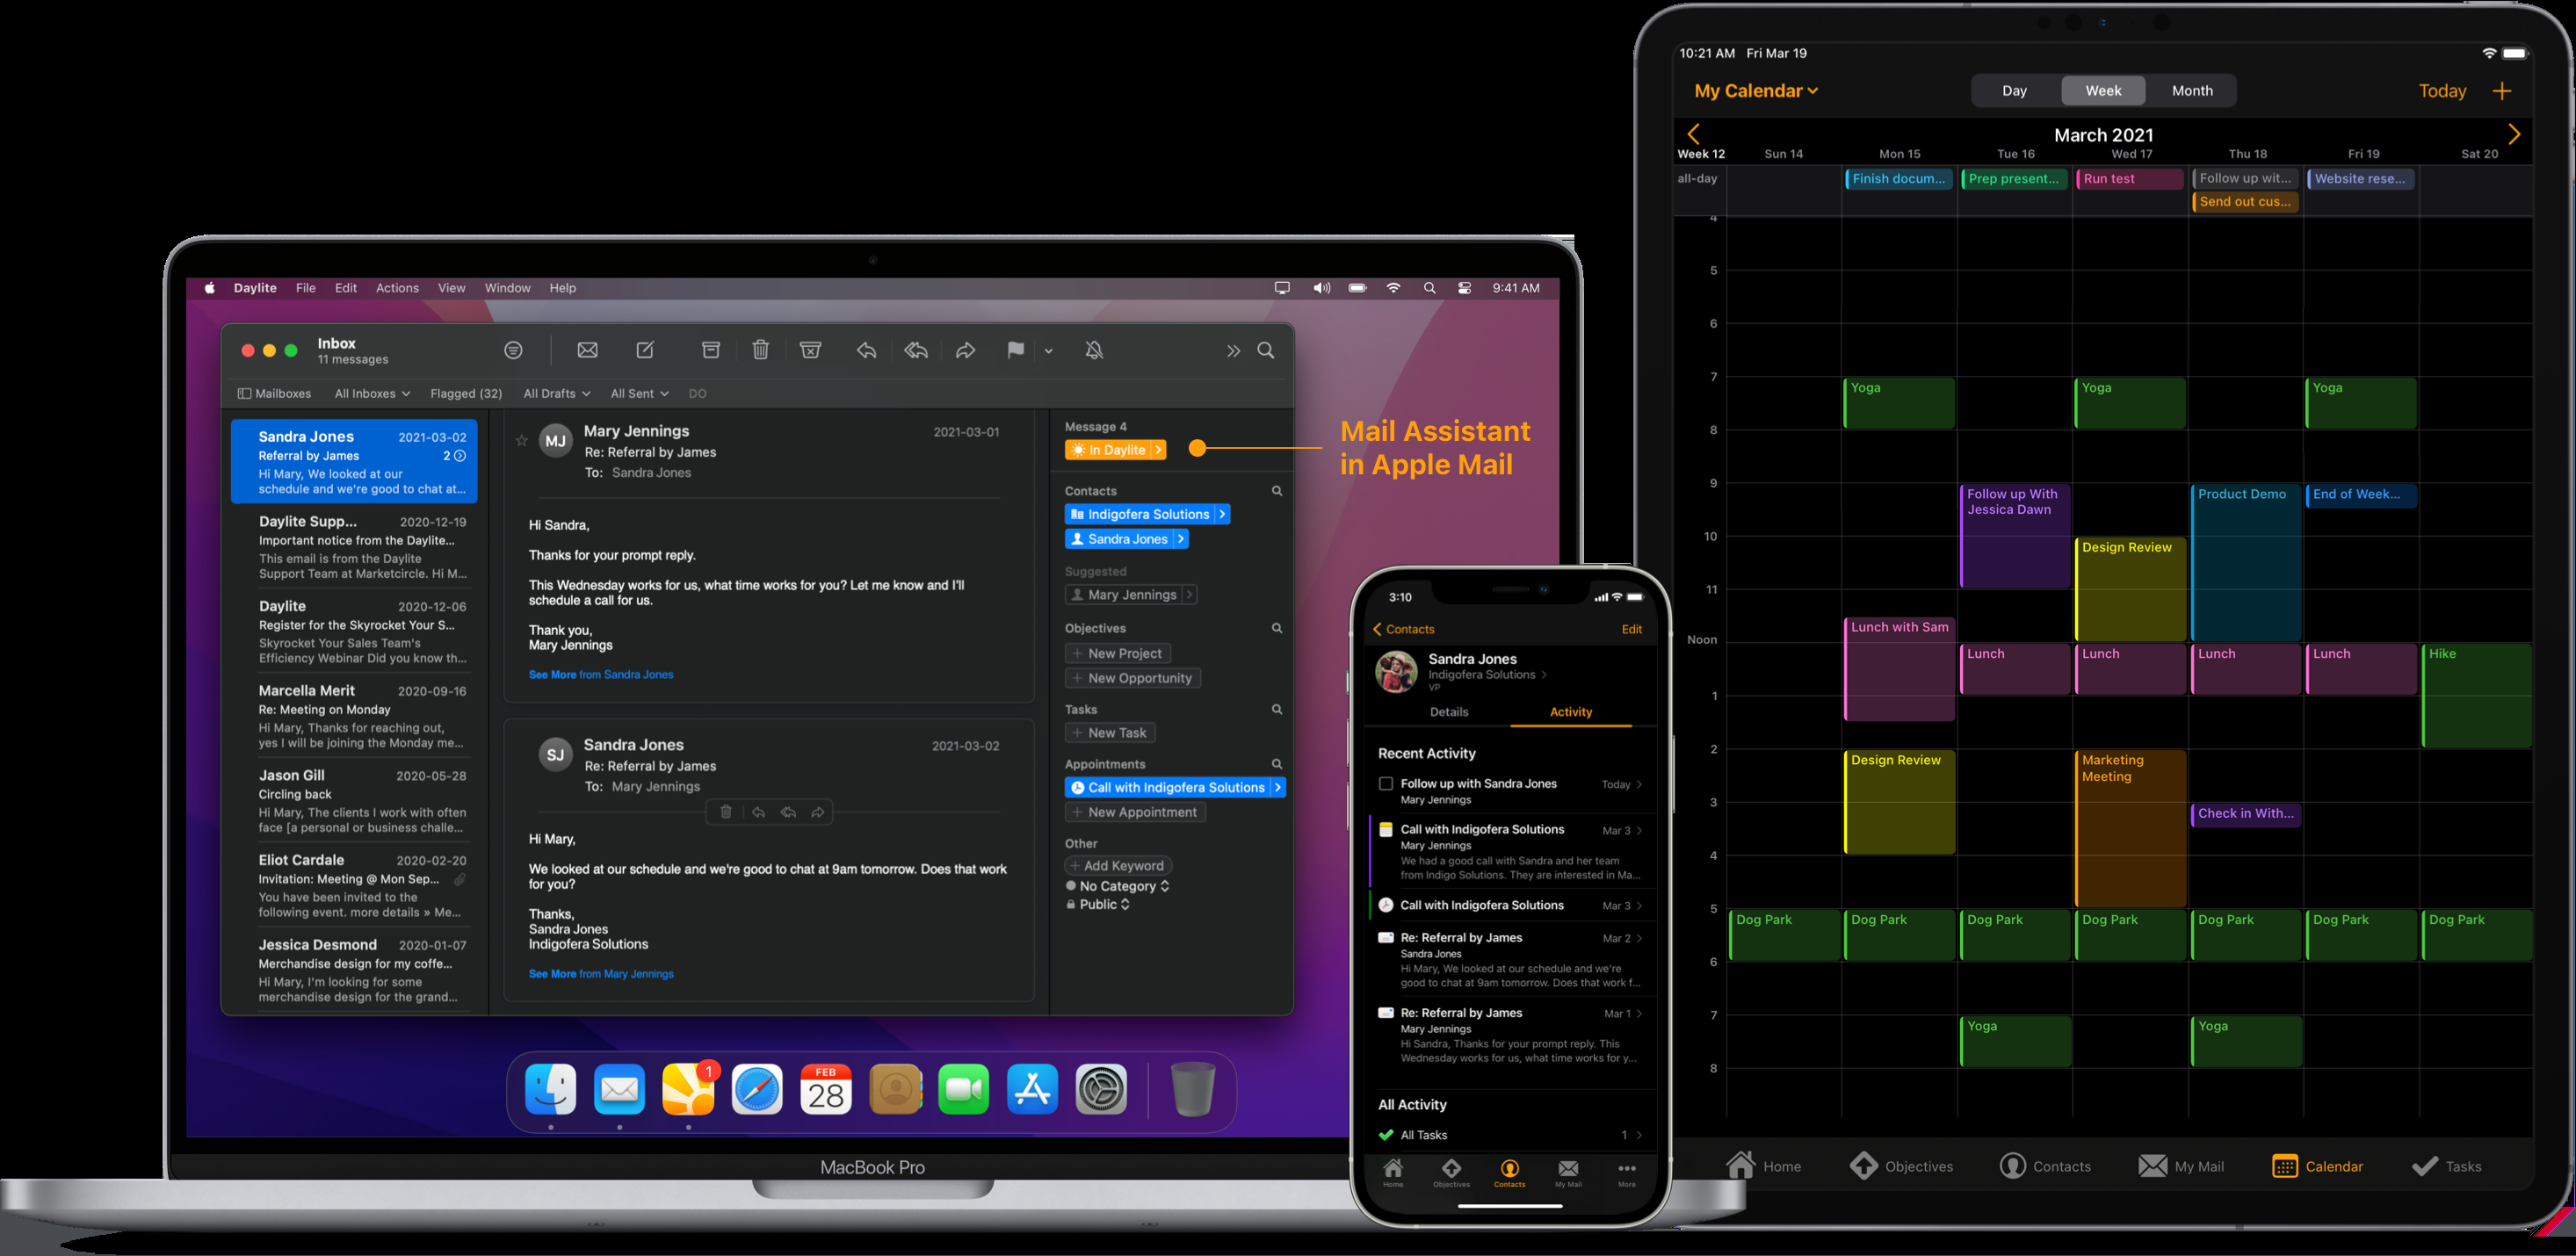 Daylite File Edit Actions View Window Help 9:41 AM
Inbox
11 messages
Mailboxes All Inboxes Flagged (32) All Drafts All Sent DO
Sandra Jones 2021-03-02
Referral by James 2
Hi Mary, We looked at our
schedule and we're good to chat at...
Daylite Supp... 2020-12-19
Important notice from the Daylite...
This email is from the Daylite
Support Team at Marketcircle. Hi M...
Daylite 2020-12-06
Register for the Skyrocket Your S...
Skyrocket Your Sales Team's
Efficiency Webinar Did you know th...
Marcella Merit 2020-09-16
Re: Meeting on Monday
Hi Mary, Thanks for reaching out,
yes I will be joining the Monday me...
Jason Gill 2020-05-28
Circling back
Hi Mary, The clients I work with often
face [a personal or business challe...
Eliot Cardale 2020-02-20
Invitation: Meeting @ Mon Sep...
You have been invited to the
following event. more details » Me...
Jessica Desmond 2020-01-07
Merchandise design for my coffe...
Hi Mary, I'm looking for some
merchandise design for the grand...
MJ
Mary Jennings 2021-03-01
Re: Referral by James
To: Sandra Jones
Hi Sandra,
Thanks for your prompt reply.
This Wednesday works for us, what time works for you? Let me know and I'll
schedule a call for us.
Thank you,
Mary Jennings
See More from Sandra Jones
SJ
Sandra Jones 2021-03-02
Re: Referral by James
To: Mary Jennings
Hi Mary,
We looked at our schedule and we're good to chat at 9am tomorrow. Does that work
for you?
Thanks,
Sandra Jones
Indigofera Solutions
See More from Mary Jennings
Message 4
In Daylite
Contacts
Indigofera Solutions
Sandra Jones
Suggested
Mary Jennings
Objectives
+ New Project
+ New Opportunity
Tasks
+ New Task
Appointments
Call with Indigofera Solutions
+ New Appointment
Other
+ Add Keyword
No Category
Public
Mail Assistant
in Apple Mail
1
FEB
28
MacBook Pro
3:10
Contacts Edit
Sandra Jones
Indigofera Solutions
VP
Details Activity
Recent Activity
Follow up with Sandra Jones Today
Mary Jennings
Call with Indigofera Solutions Mar 3
Mary Jennings
We had a good call with Sandra and her team
from Indigo Solutions. They are interested in Ma...
Call with Indigofera Solutions Mar 3
Re: Referral by James Mar 2
Sandra Jones
Hi Mary, We looked at our schedule and we're
good to chat at 9am tomorrow. Does that work f...
Re: Referral by James Mar 1
Mary Jennings
Hi Sandra, Thanks for your prompt reply. This
Wednesday works for us, what time works for y...
All Activity
All Tasks 1
Home Objectives Contacts My Mail More
10:21 AM Fri Mar 19
My Calendar Day Week Month Today +
March 2021
Week 12 Sun 14 Mon 15 Tue 16 Wed 17 Thu 18 Fri 19 Sat 20
all-day Finish docum... Prep present... Run test Follow up wit... Website rese...
Send out cus...
4
5
6
7
Yoga Yoga Yoga
8
9
Follow up With Product Demo End of Week...
Jessica Dawn
10
Design Review
11
Lunch with Sam
Noon
Lunch Lunch Lunch Lunch Hike
1
2
Design Review Marketing
Meeting
3
Check in With...
4
5
Dog Park Dog Park Dog Park Dog Park Dog Park Dog Park Dog Park
6
7
Yoga Yoga
8
Home Objectives Contacts My Mail Calendar Tasks